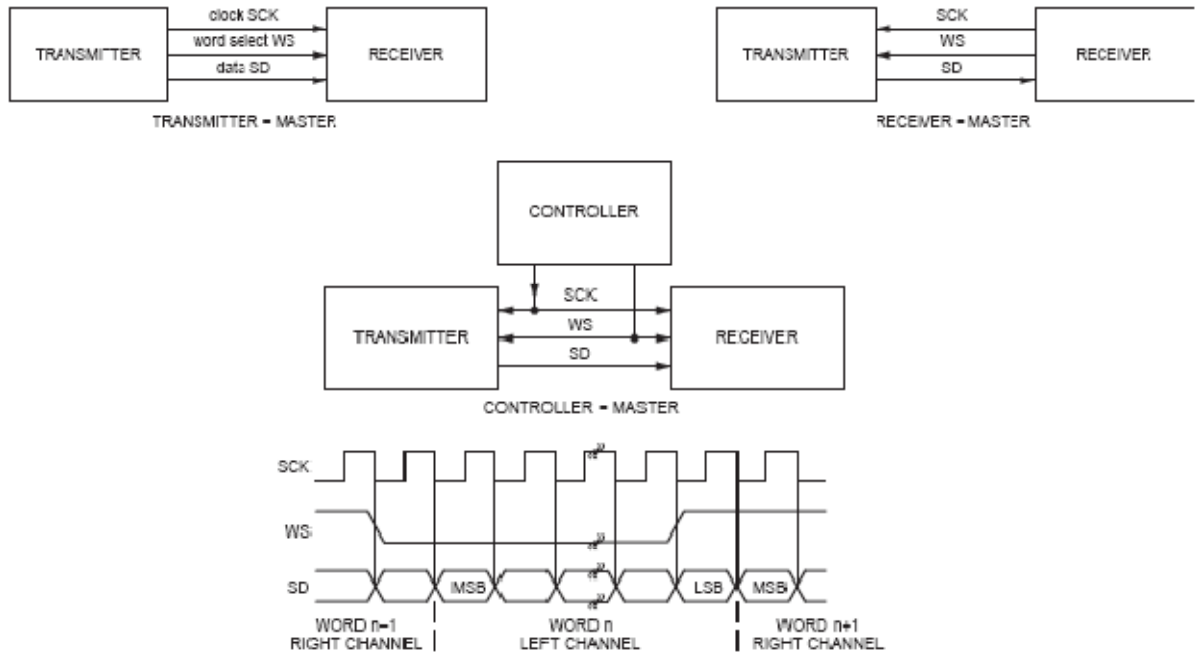 clock SCK
TRANSMITTER
word select WS
RECEIVER
data SD
TRANSMITTER = MASTER
SCK
TRANSMITTER
WS
RECEIVER
SD
RECEIVER = MASTER
CONTROLLER
TRANSMITTER
SCK
WS
RECEIVER
SD
CONTROLLER = MASTER
SCK
WS
SD
MSB
LSB
MSB
WORD n−1
RIGHT CHANNEL
WORD n
LEFT CHANNEL
WORD n+1
RIGHT CHANNEL